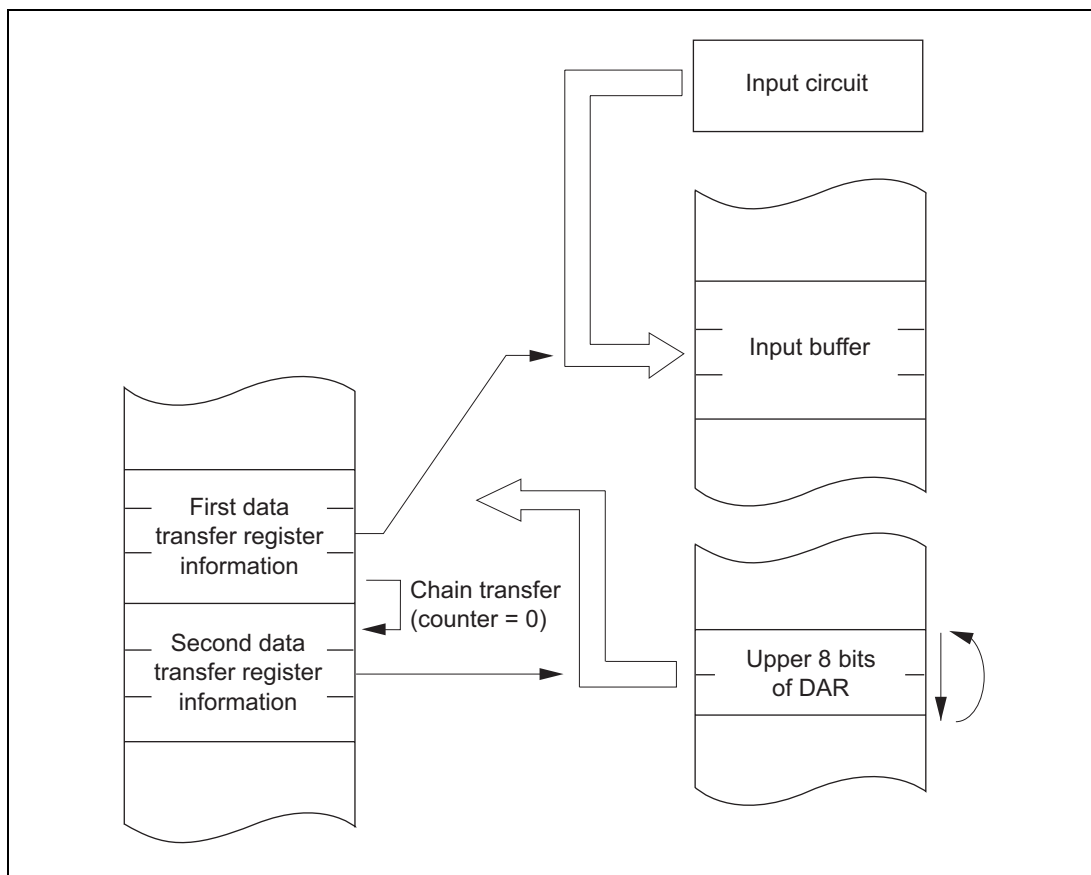 Input circuit
Input buffer
First data
transfer register
information
Chain transfer
(counter = 0)
Second data
transfer register
information
Upper 8 bits
of DAR